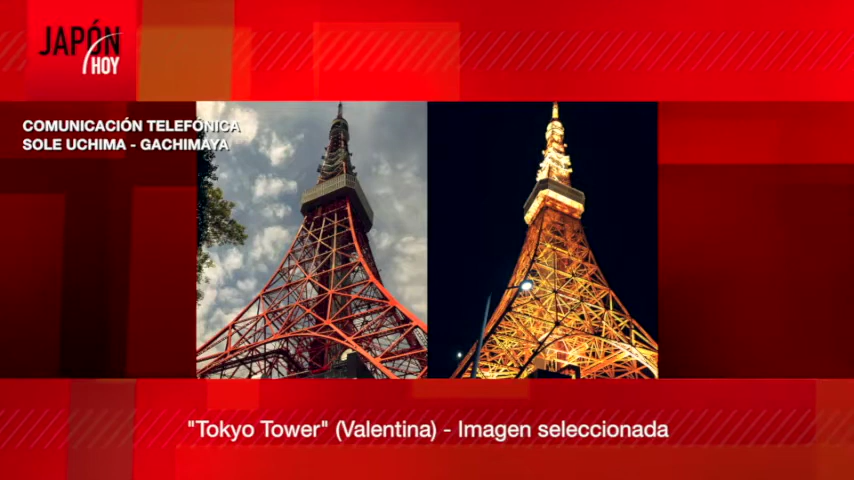 JAPÓN
HOY
COMUNICACIÓN TELEFÓNICA
SOLE UCHIMA - GACHIMAYA
"Tokyo Tower" (Valentina) - Imagen seleccionada